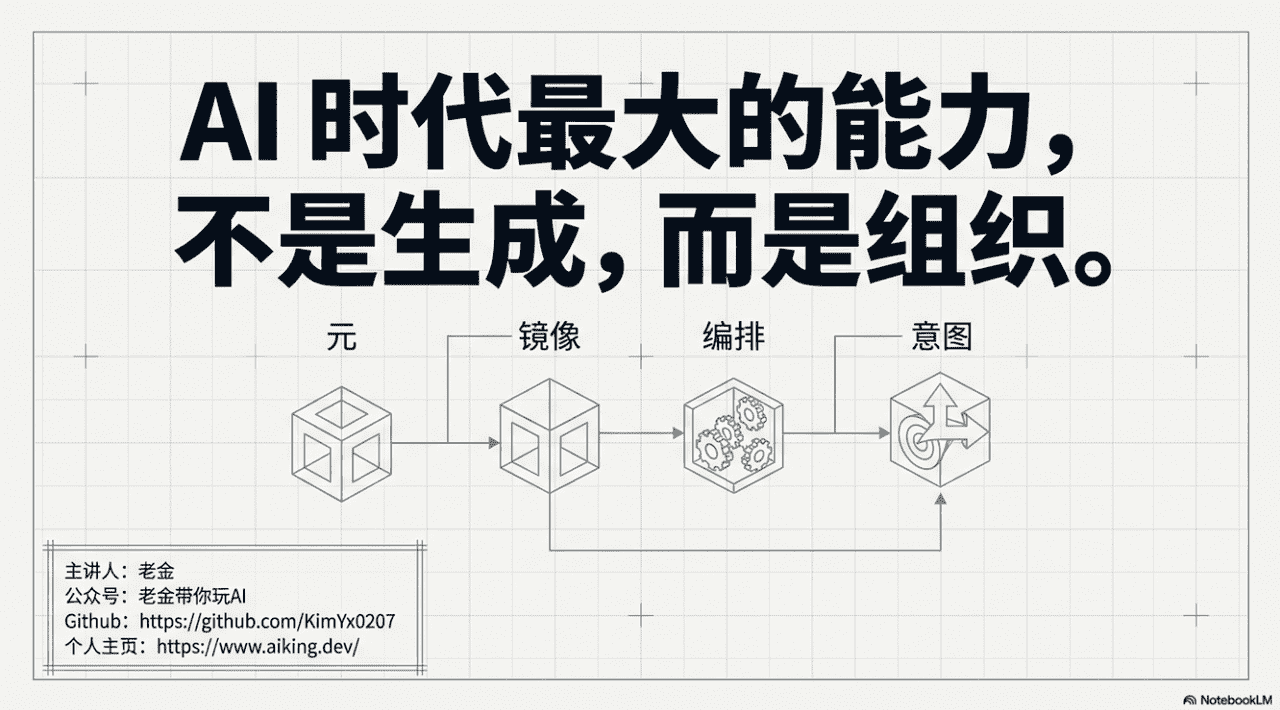 AI 时代最大的能力，
不是生成，而是组织。
元
镜像
编排
意图
主讲人：老金
公众号：老金带你玩AI
Github：https://github.com/KimYx0207
个人主页：https://www.aiking.dev/
NotebookLM